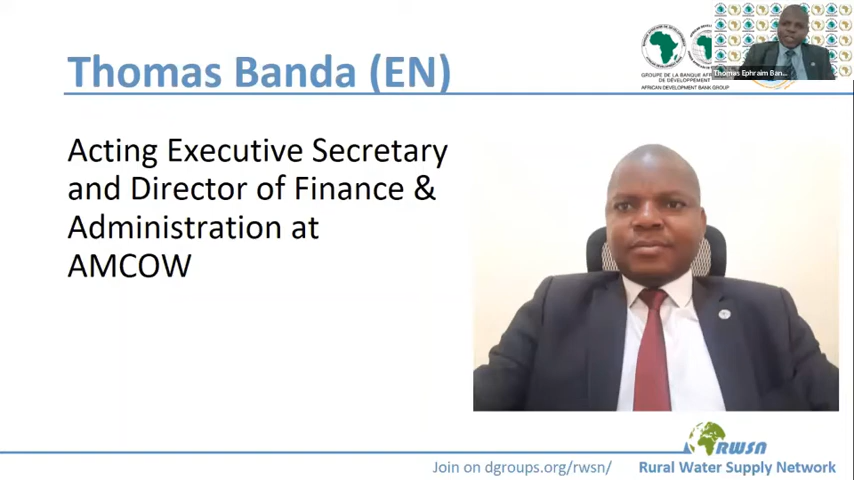 Thomas Banda (EN)
GROUPE DE LA BANQUE
DE DÉVELOPPEMENT
AFRICAN DEVELOPMENT BANK GROUP
Thomas Ephraim Ban...
Acting Executive Secretary
and Director of Finance &
Administration at
AMCOW
RWSN
Join on dgroups.org/rwsn/
Rural Water Supply Network